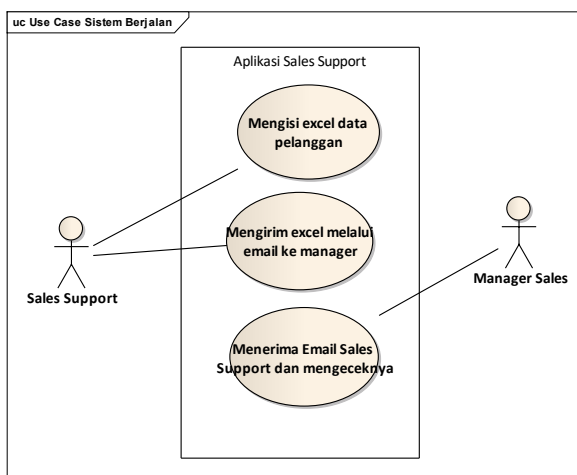 uc Use Case Sistem Berjalan
Aplikasi Sales Support
Mengisi excel data
pelanggan
Mengirim excel melalui
email ke manager
Sales Support
Manager Sales
Menerima Email Sales
Support dan mengeceknya